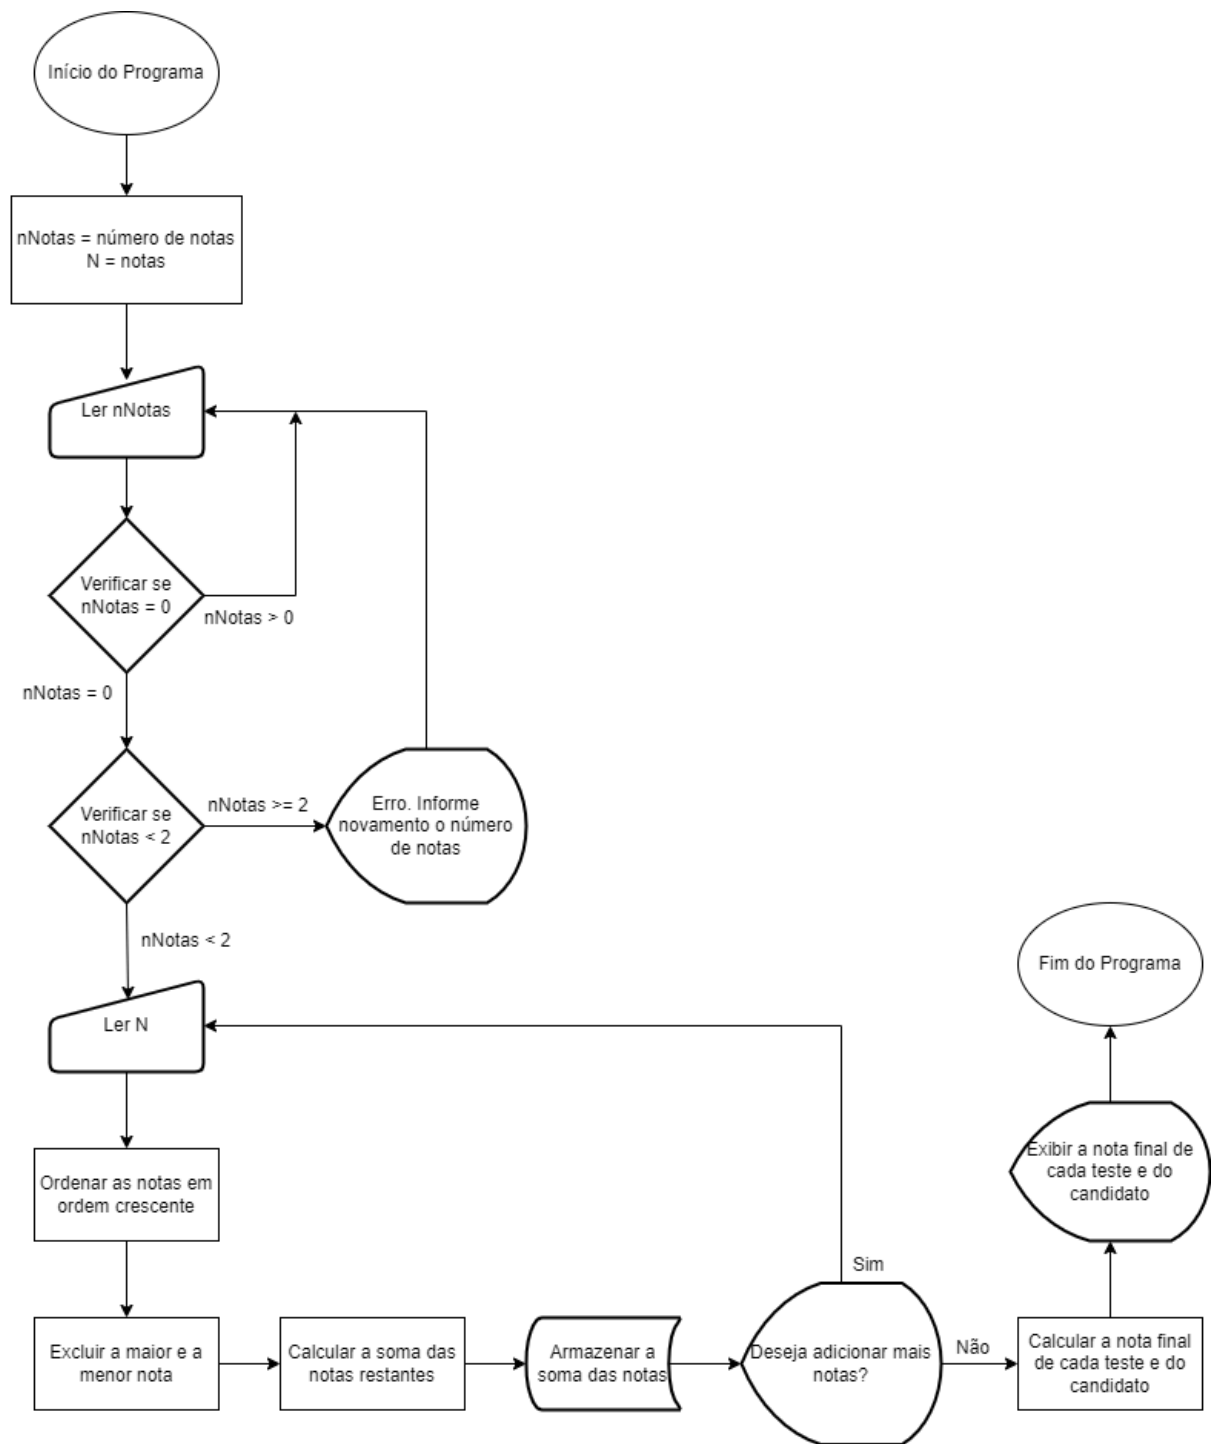 Início do Programa
nNotas = número de notas
N = notas
Ler nNotas
Verificar se
nNotas = 0
nNotas > 0
nNotas = 0
Verificar se
nNotas < 2
nNotas >= 2
Erro. Informe
novamento o número
de notas
nNotas < 2
Ler N
Ordenar as notas em
ordem crescente
Excluir a maior e a
menor nota
Calcular a soma das
notas restantes
Armazenar a
soma das notas
Deseja adicionar mais
notas?
Sim
Não
Calcular a nota final
de cada teste e do
candidato
Exibir a nota final de
cada teste e do
candidato
Fim do Programa